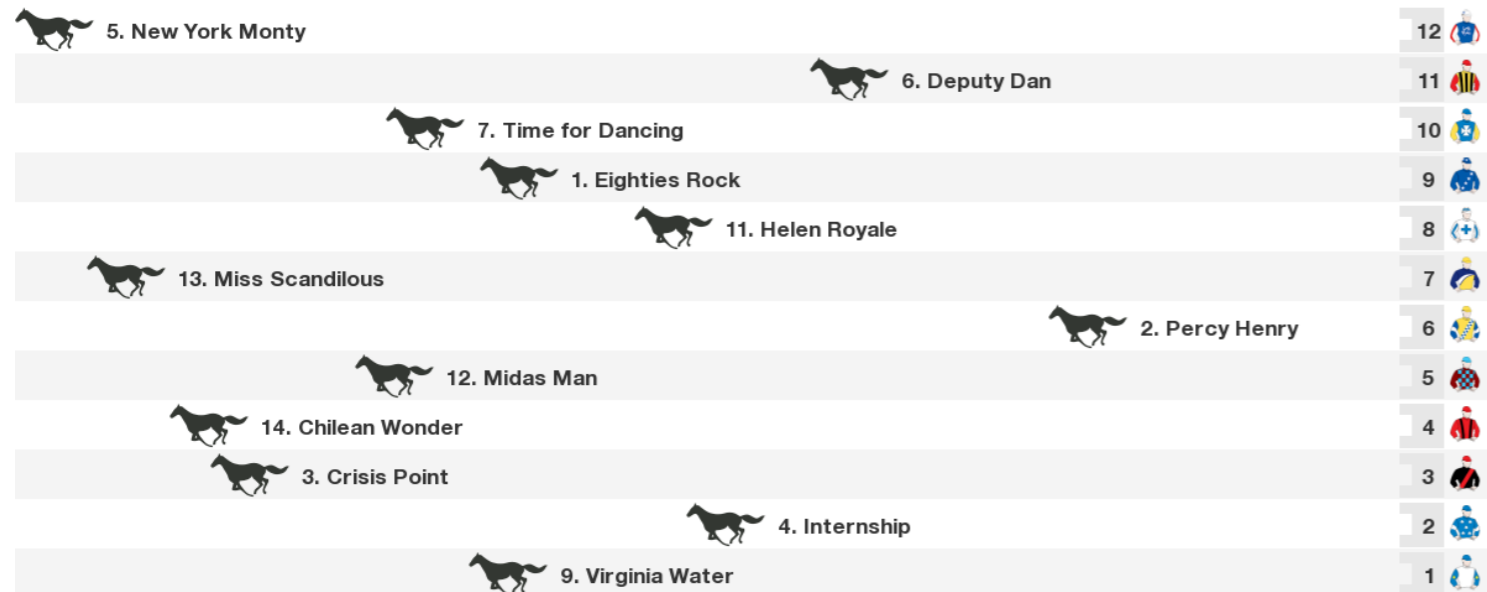 5. New York Monty 12
6. Deputy Dan 11
7. Time for Dancing 10
1. Eighties Rock 9
11. Helen Royale 8
13. Miss Scandilous 7
2. Percy Henry 6
12. Midas Man 5
14. Chilean Wonder 4
3. Crisis Point 3
4. Internship 2
9. Virginia Water 1